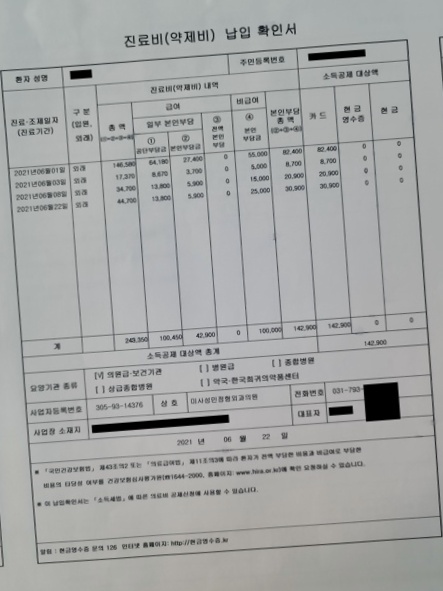 진료비(약제비) 납입 확인서
환자 성명
주민등록번호
진료·조제일자
(진료기간)
구 분
(입원,
외래)
진료비(약제비) 내역
소득공제 대상액
총 액
(①+②+③+④)
급여
일부 본인부담
①
공단부담금
②
본인부담금
③
전액
본인
부담
비급여
④
본인
부담금
본인부담
총 액
(②+③+④)
카 드
현 금
영수증
현 금
2021년06월01일 외래 146,580 64,180 27,400 0 55,000 82,400 82,400 0 0
2021년06월03일 외래 17,370 8,670 3,700 0 5,000 8,700 8,700 0 0
2021년06월08일 외래 34,700 13,800 5,900 0 15,000 20,900 20,900 0 0
2021년06월22일 외래 44,700 13,800 5,900 0 25,000 30,900 30,900 0 0
계 243,350 100,450 42,900 0 100,000 142,900 142,900 0 0
소득공제 대상액 총계 142,900
요양기관 종류
[√] 의원급·보건기관 [ ] 병원급 [ ] 종합병원
[ ] 상급종합병원 [ ] 약국·한국희귀의약품센터
사업자등록번호 305-93-14376 상 호 미사성민정형외과의원 전화번호 031-793-
사업장 소재지 대표자
2021 년 06 월 22 일
* 「국민건강보험법」 제43조의2 또는 「의료급여법」 제11조의3에 따라 환자가 전액 부담한 비용과 비급여로 부담한
비용의 타당성 여부를 건강보험심사평가원(☎1644-2000, 홈페이지: www.hira.or.kr)에 확인 요청하실 수 있습니다.
* 이 납입확인서는 「소득세법」에 따른 의료비 공제신청에 사용할 수 있습니다.
알림 : 현금영수증 문의 126 인터넷 홈페이지: http://현금영수증.kr